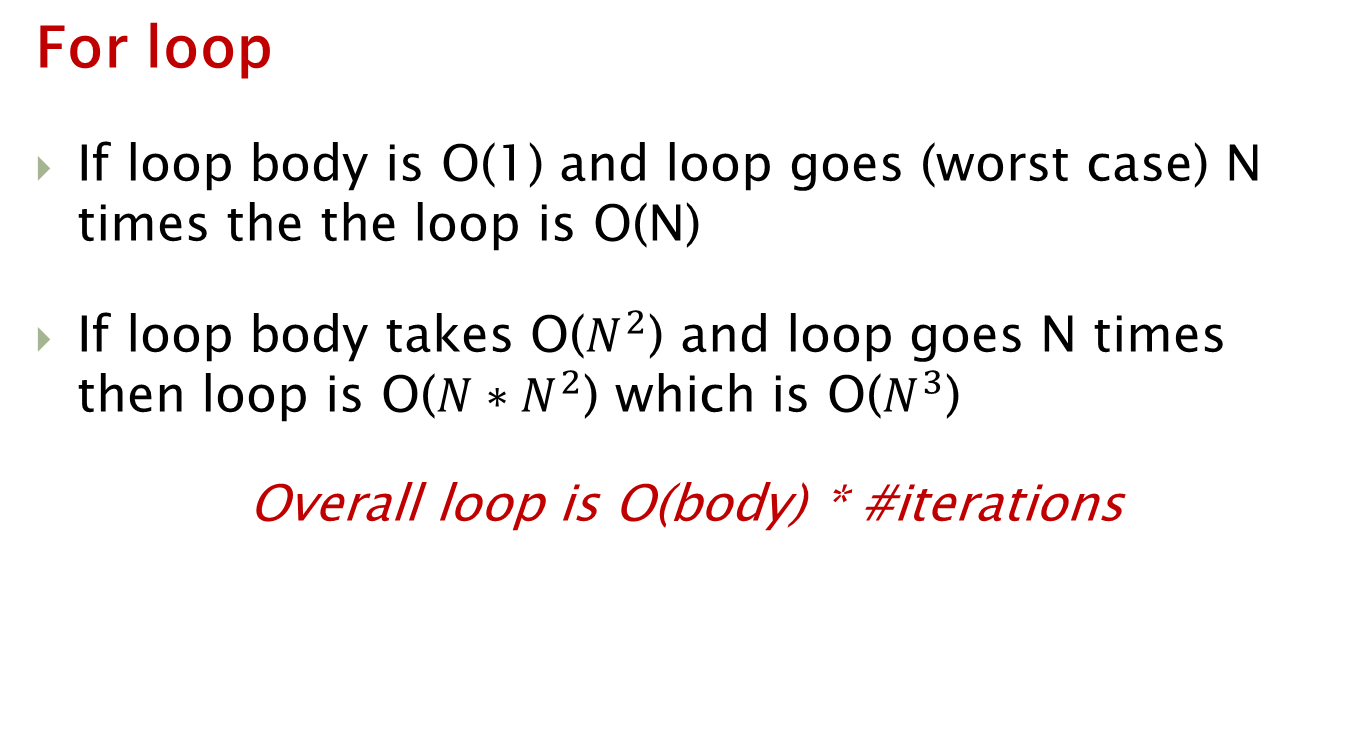 For loop
If loop body is O(1) and loop goes (worst case) N
times the the loop is O(N)
If loop body takes O(𝑁²) and loop goes N times
then loop is O(𝑁 ∗ 𝑁²) which is O(𝑁³)
Overall loop is O(body) * #iterations